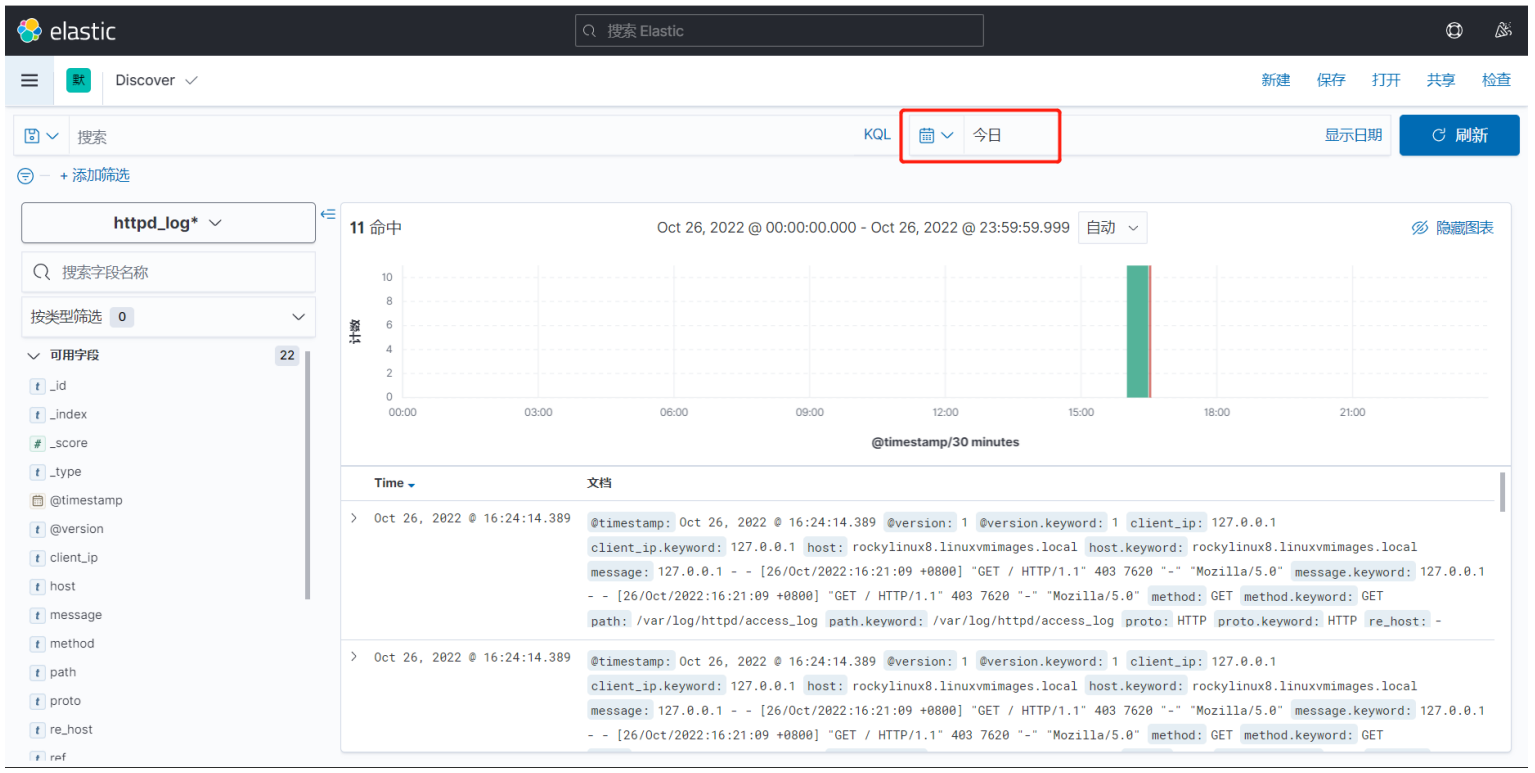 elastic
搜索 Elastic
默
Discover
新建 保存 打开 共享 检查
搜索
KQL
今日
显示日期
刷新
+ 添加筛选
httpd_log*
搜索字段名称
按类型筛选 0
可用字段 22
t _id
t _index
# _score
t _type
@timestamp
t @version
t client_ip
t host
t message
t method
t path
t proto
t re_host
t ref
11 命中
Oct 26, 2022 @ 00:00:00.000 - Oct 26, 2022 @ 23:59:59.999
自动
隐藏图表
计数
10
8
6
4
2
0
00:00 03:00 06:00 09:00 12:00 15:00 18:00 21:00
@timestamp/30 minutes
Time 文档
Oct 26, 2022 @ 16:24:14.389
@timestamp: Oct 26, 2022 @ 16:24:14.389 @version: 1 @version.keyword: 1 client_ip: 127.0.0.1
client_ip.keyword: 127.0.0.1 host: rockylinux8.linuxvmimages.local host.keyword: rockylinux8.linuxvmimages.local
message: 127.0.0.1 - - [26/Oct/2022:16:21:09 +0800] "GET / HTTP/1.1" 403 7620 "-" "Mozilla/5.0" message.keyword: 127.0.0.1
- - [26/Oct/2022:16:21:09 +0800] "GET / HTTP/1.1" 403 7620 "-" "Mozilla/5.0" method: GET method.keyword: GET
path: /var/log/httpd/access_log path.keyword: /var/log/httpd/access_log proto: HTTP proto.keyword: HTTP re_host: -
Oct 26, 2022 @ 16:24:14.389
@timestamp: Oct 26, 2022 @ 16:24:14.389 @version: 1 @version.keyword: 1 client_ip: 127.0.0.1
client_ip.keyword: 127.0.0.1 host: rockylinux8.linuxvmimages.local host.keyword: rockylinux8.linuxvmimages.local
message: 127.0.0.1 - - [26/Oct/2022:16:21:09 +0800] "GET / HTTP/1.1" 403 7620 "-" "Mozilla/5.0" message.keyword: 127.0.0.1
- - [26/Oct/2022:16:21:09 +0800] "GET / HTTP/1.1" 403 7620 "-" "Mozilla/5.0" method: GET method.keyword: GET